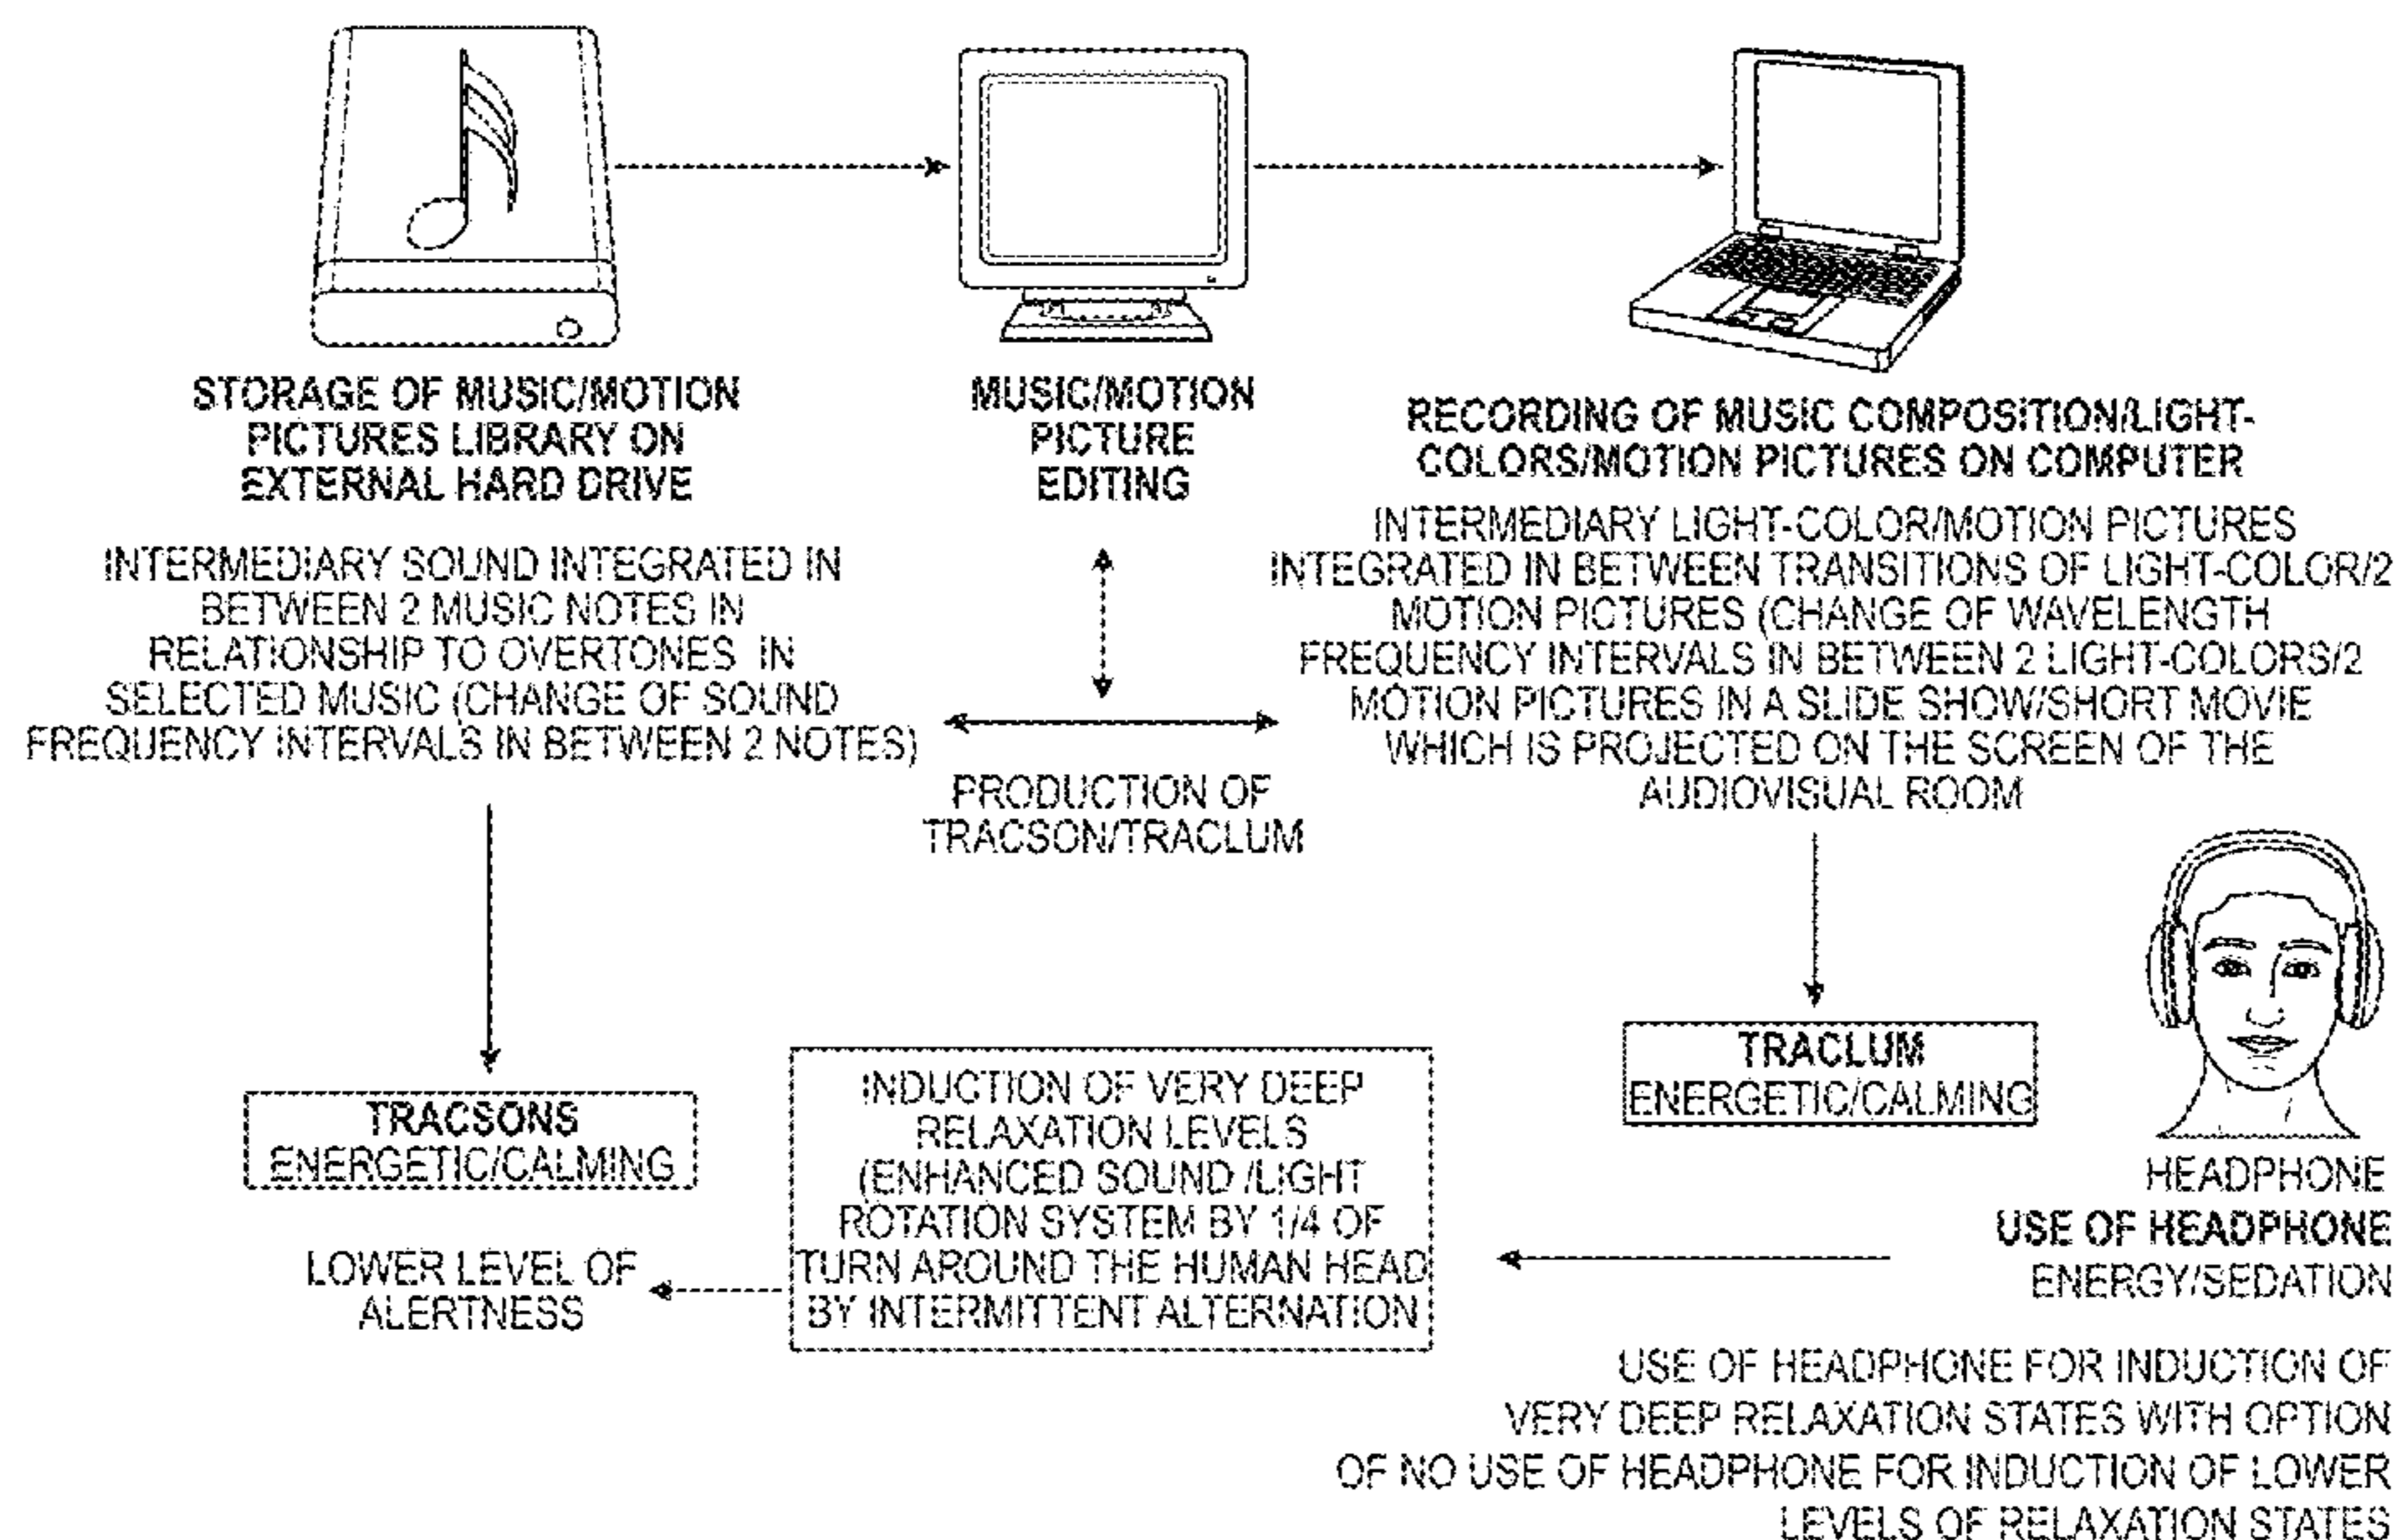 STORAGE OF MUSIC/MOTION
PICTURES LIBRARY ON
EXTERNAL HARD DRIVE
INTERMEDIARY SOUND INTEGRATED IN
BETWEEN 2 MUSIC NOTES IN
RELATIONSHIP TO OVERTONES IN
SELECTED MUSIC (CHANGE OF SOUND
FREQUENCY INTERVALS IN BETWEEN 2 NOTES)
MUSIC/MOTION
PICTURE
EDITING
PRODUCTION OF
TRACSON/TRACLUM
RECORDING OF MUSIC COMPOSITION/LIGHT-
COLORS/MOTION PICTURES ON COMPUTER
INTERMEDIARY LIGHT-COLOR/MOTION PICTURES
INTEGRATED IN BETWEEN TRANSITIONS OF LIGHT-COLOR/2
MOTION PICTURES (CHANGE OF WAVELENGTH
FREQUENCY INTERVALS IN BETWEEN 2 LIGHT-COLORS/2
MOTION PICTURES IN A SLIDE SHOW/SHORT MOVIE
WHICH IS PROJECTED ON THE SCREEN OF THE
AUDIOVISUAL ROOM
TRACSONS
ENERGETIC/CALMING
LOWER LEVEL OF
ALERTNESS
INDUCTION OF VERY DEEP
RELAXATION LEVELS
(ENHANCED SOUND /LIGHT
ROTATION SYSTEM BY 1/4 OF
TURN AROUND THE HUMAN HEAD
BY INTERMITTENT ALTERNATION
TRACLUM
ENERGETIC/CALMING
HEADPHONE
USE OF HEADPHONE
ENERGY/SEDATION
USE OF HEADPHONE FOR INDUCTION OF
VERY DEEP RELAXATION STATES WITH OPTION
OF NO USE OF HEADPHONE FOR INDUCTION OF LOWER
LEVELS OF RELAXATION STATES